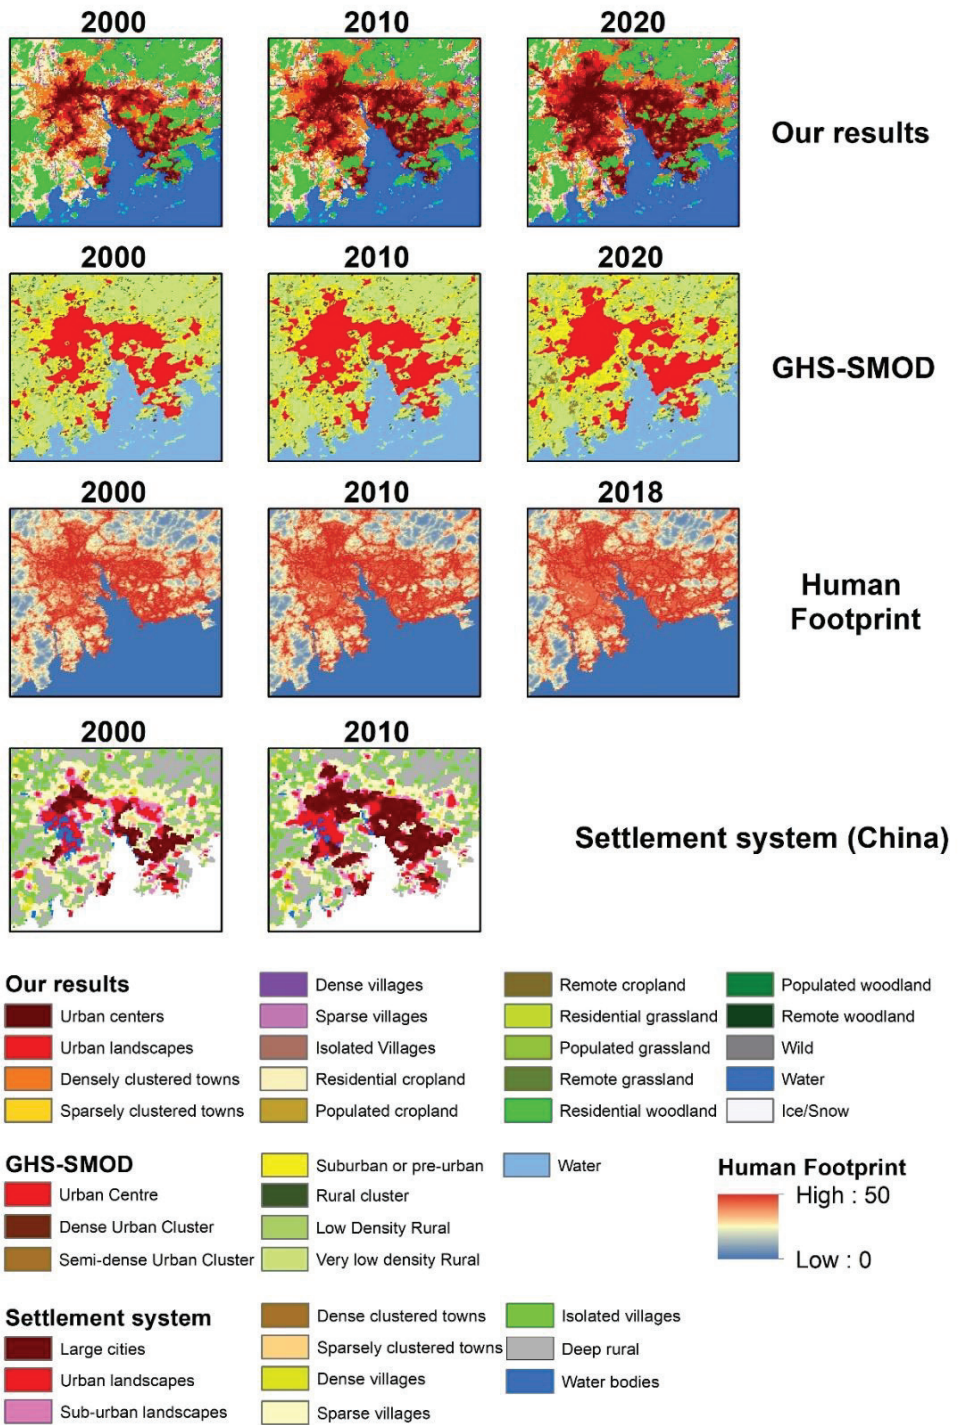 2000 2010 2020
Our results
2000 2010 2020
GHS-SMOD
2000 2010 2018
Human
Footprint
2000 2010
Settlement system (China)
Our results
Urban centers
Urban landscapes
Densely clustered towns
Sparsely clustered towns
Dense villages
Sparse villages
Isolated Villages
Residential cropland
Populated cropland
Remote cropland
Residential grassland
Populated grassland
Remote grassland
Residential woodland
Populated woodland
Remote woodland
Wild
Water
Ice/Snow
GHS-SMOD
Urban Centre
Dense Urban Cluster
Semi-dense Urban Cluster
Suburban or pre-urban
Rural cluster
Low Density Rural
Very low density Rural
Water
Human Footprint
High : 50
Low : 0
Settlement system
Large cities
Urban landscapes
Sub-urban landscapes
Dense clustered towns
Sparsely clustered towns
Dense villages
Sparse villages
Isolated villages
Deep rural
Water bodies